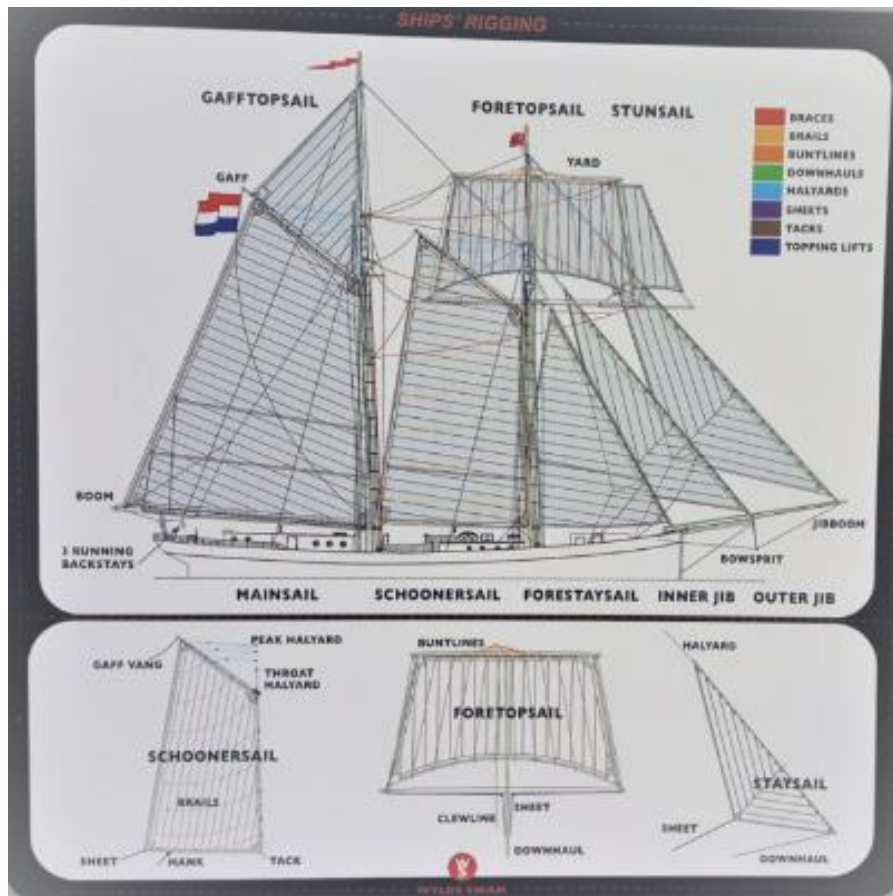 SHIPS' RIGGING
GAFFTOPSAIL
FORETOPSAIL STUNSAIL
BRACES
BRAILS
BUNTLINES
DOWNHAULS
HALYARDS
SHEETS
TACKS
TOPPING LIFTS
YARD
GAFF
BOOM
JIBBOOM
3 RUNNING
BACKSTAYS
BOWSPRIT
MAINSAIL SCHOONERSAIL FORESTAYSAIL INNER JIB OUTER JIB
PEAK HALYARD
GAFF VANG
THROAT
HALYARD
SCHOONERSAIL
BRAILS
SHEET
HANK
TACK
BUNTLINES
FORETOPSAIL
CLEWLINE
SHEET
DOWNHAUL
HALYARD
STAYSAIL
SHEET
DOWNHAUL
WYLDE SWAN